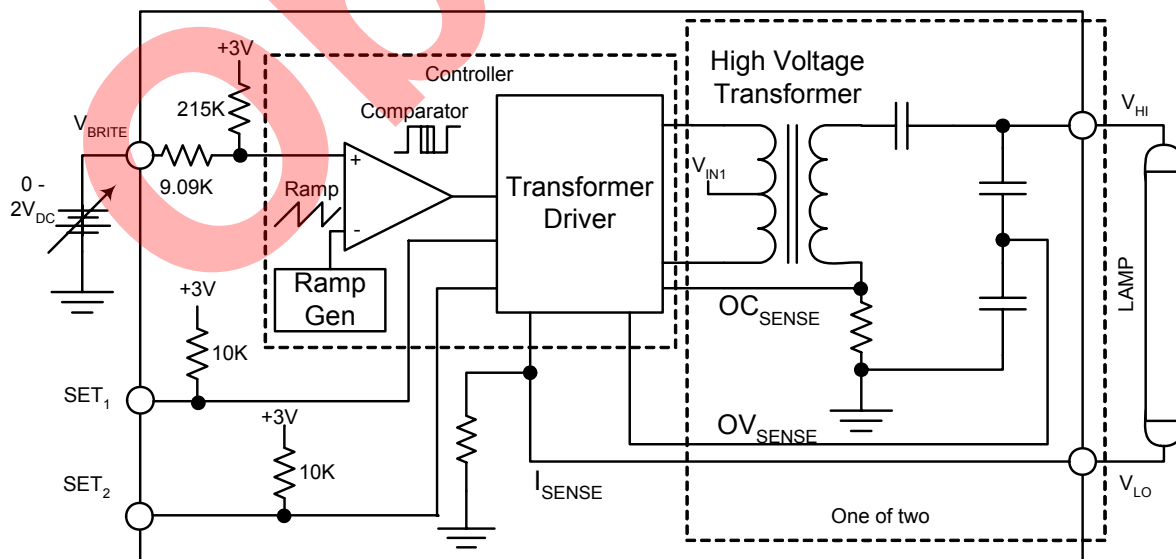 +3V
Controller
High Voltage
Transformer
215K
Comparator
V_BRITE
V_HI
+
9.09K
Ramp
V_IN1
Transformer
Driver
0 -
2V_DC
-
Ramp
Gen
LAMP
+3V
OC_SENSE
10K
SET_1
+3V
OV_SENSE
10K
SET_2
I_SENSE
V_LO
One of two